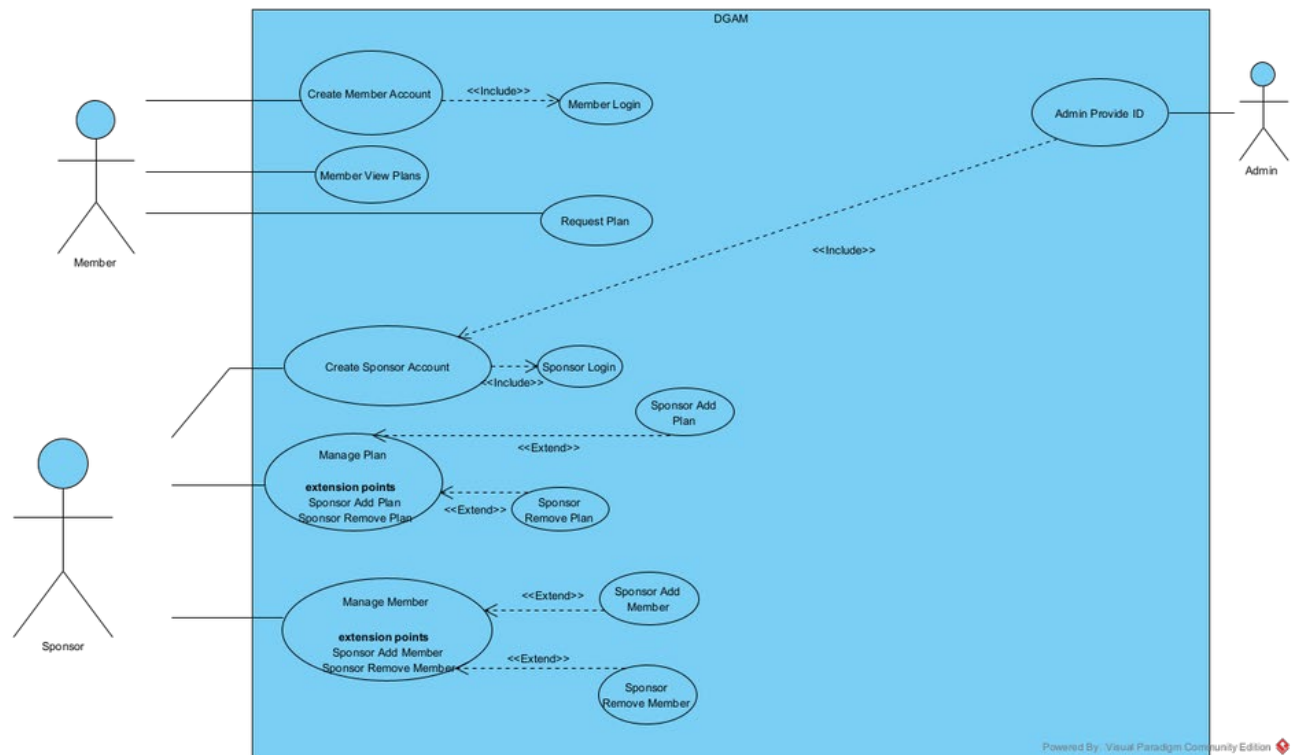 DGAM
Create Member Account
<<Include>>
Member Login
Admin Provide ID
Admin
Member View Plans
Request Plan
Member
<<Include>>
Create Sponsor Account
<<Include>>
Sponsor Login
Sponsor Add
Plan
<<Extend>>
Manage Plan
extension points
Sponsor Add Plan
Sponsor Remove Plan
<<Extend>>
Sponsor
Remove Plan
Sponsor
Manage Member
extension points
Sponsor Add Member
Sponsor Remove Member
<<Extend>>
Sponsor Add
Member
<<Extend>>
Sponsor
Remove Member
Powered By: Visual Paradigm Community Edition